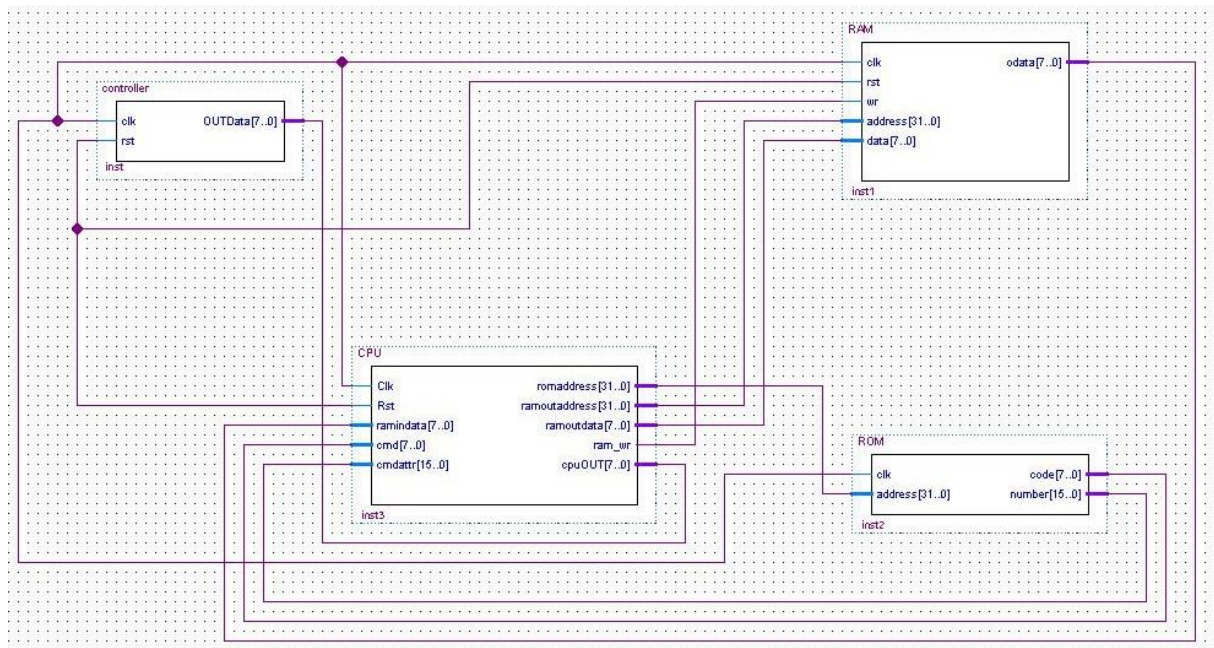 RAM
clk odata[7..0]
rst
wr
address[31..0]
data[7..0]
inst1
controller
clk OUTData[7..0]
rst
inst
CPU
Clk romaddress[31..0]
Rst ramoutaddress[31..0]
ramindata[7..0] ramoutdata[7..0]
cmd[7..0] ram_wr
cmdattr[15..0] cpuOUT[7..0]
inst3
ROM
clk code[7..0]
address[31..0] number[15..0]
inst2